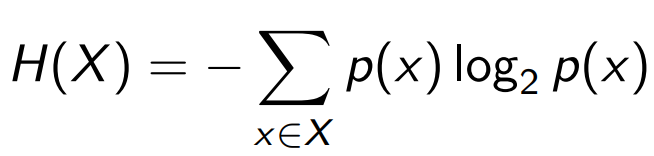 H(X) = − ∑ p(x) log₂ p(x)
x∈X